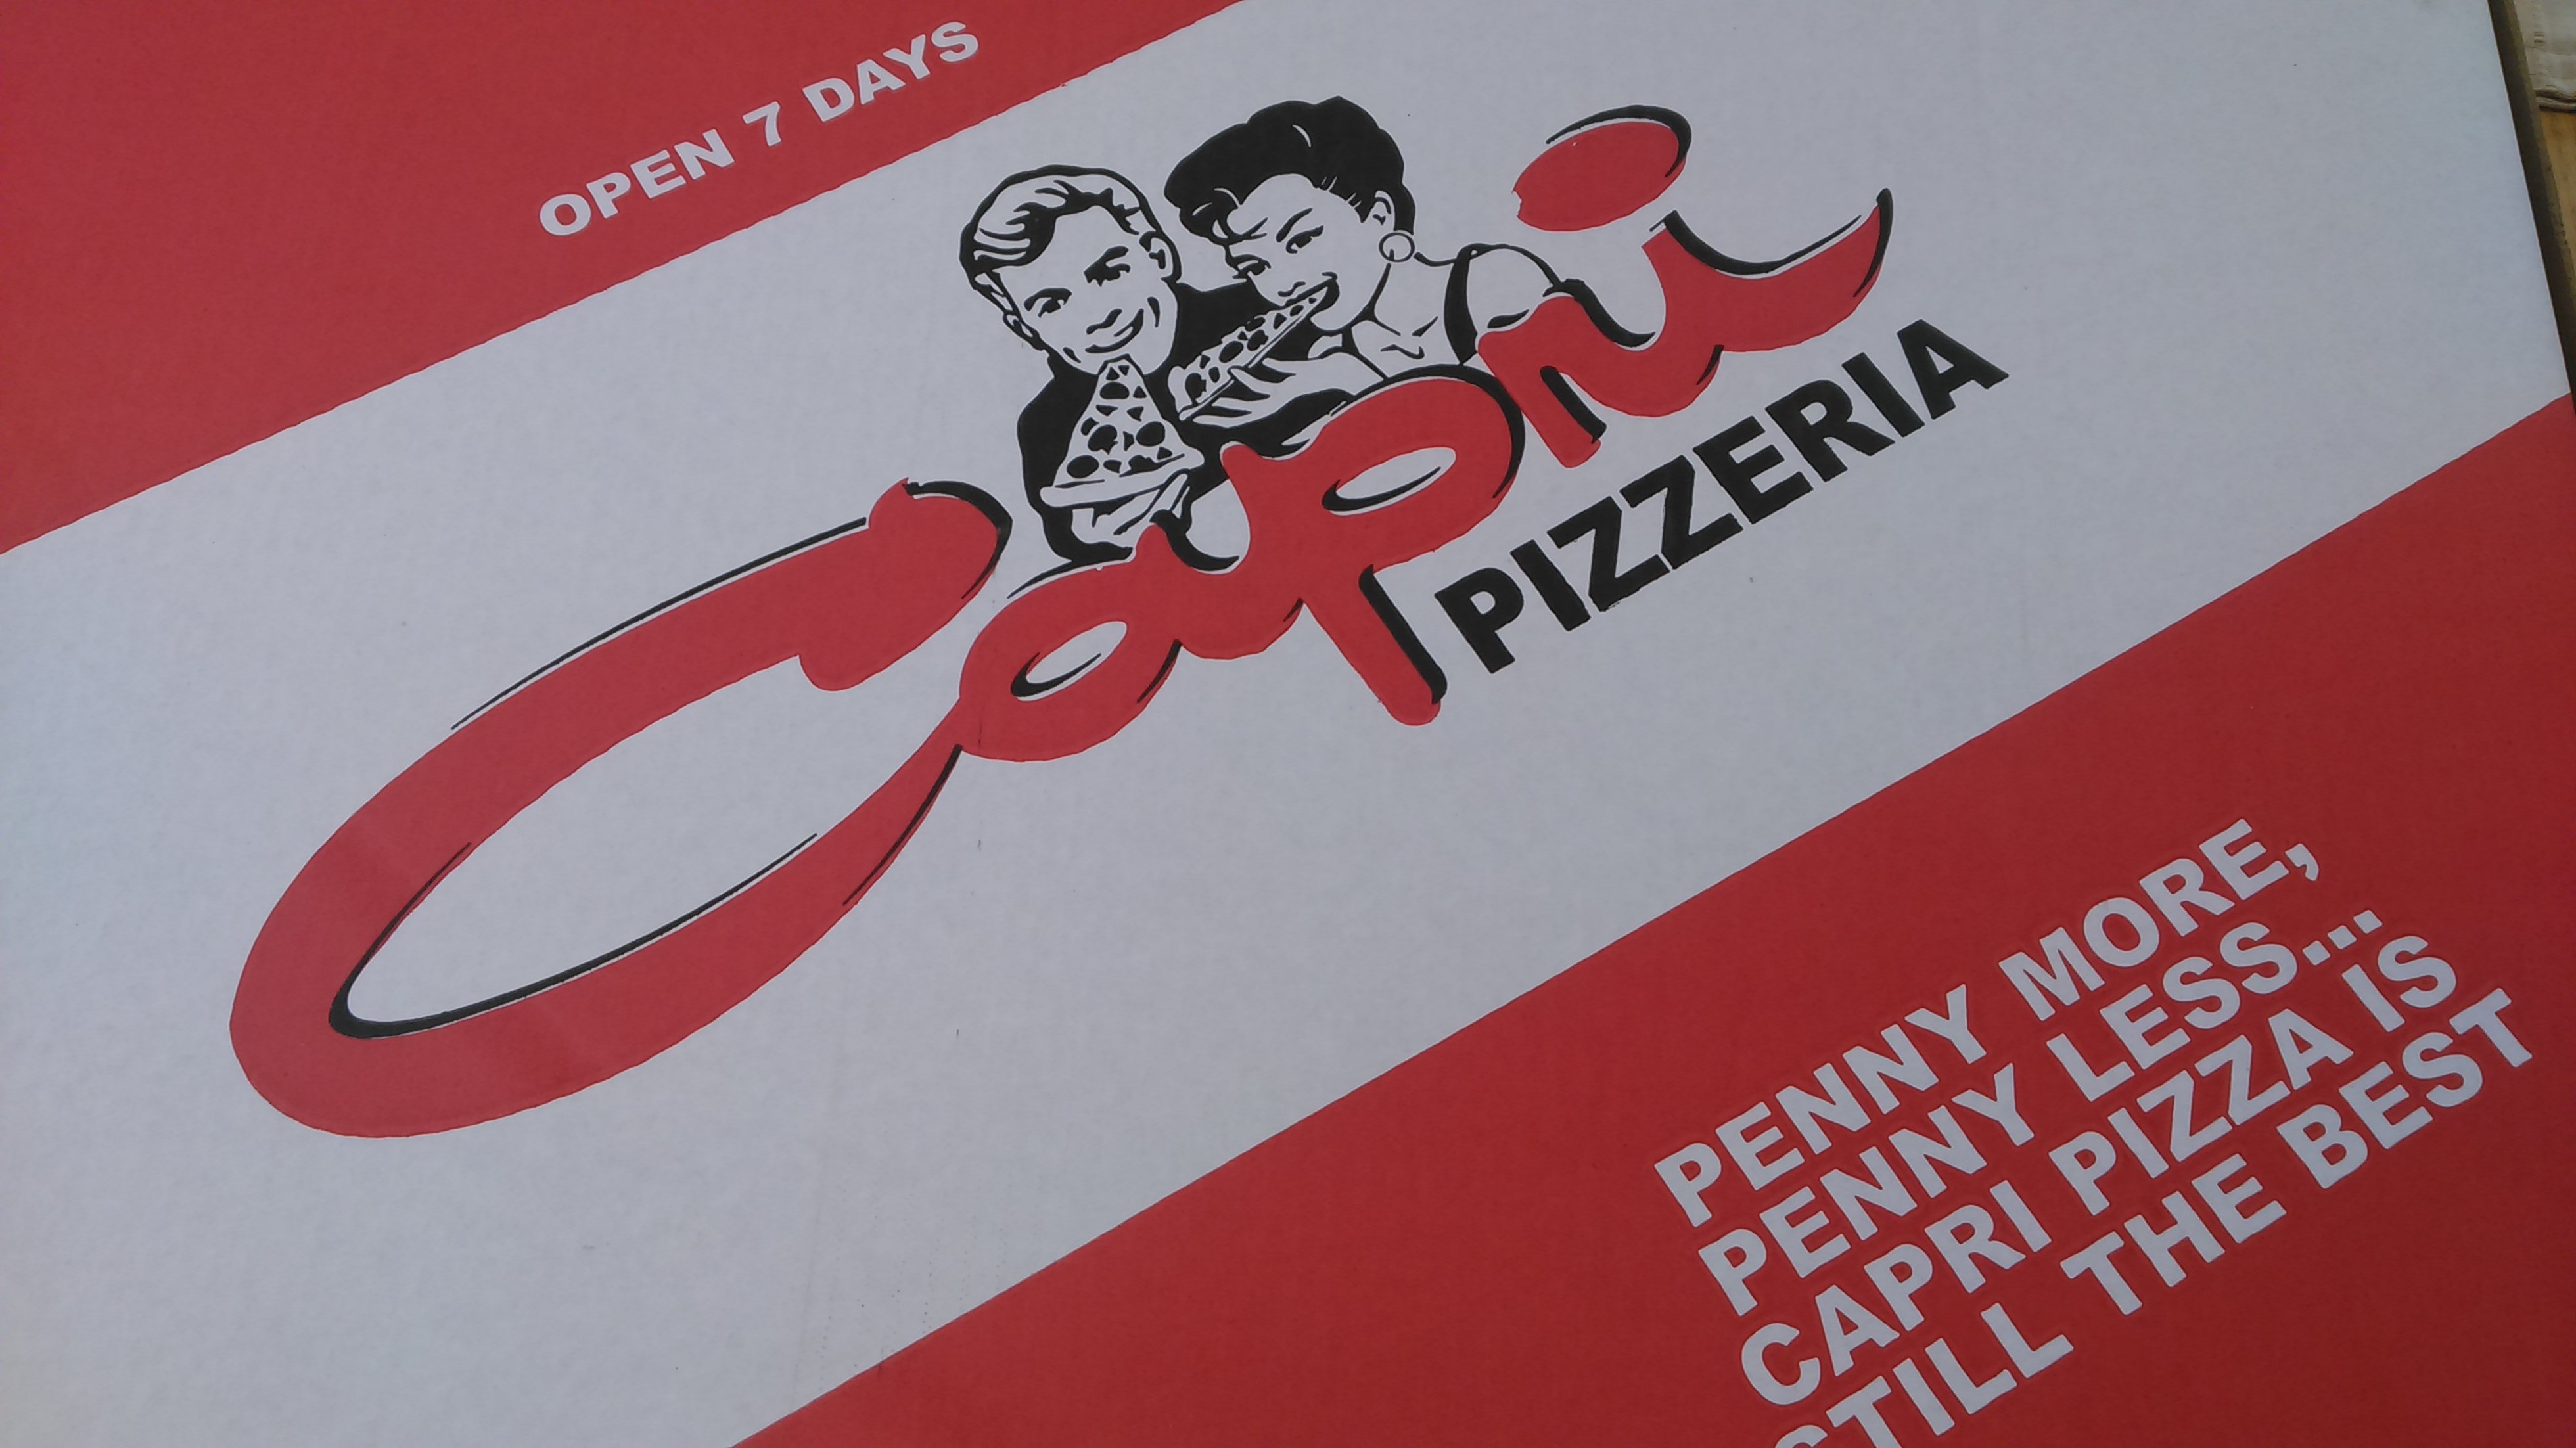 OPEN 7 DAYS
Capri
PIZZERIA
PENNY MORE,
PENNY LESS...
CAPRI PIZZA IS
STILL THE BEST